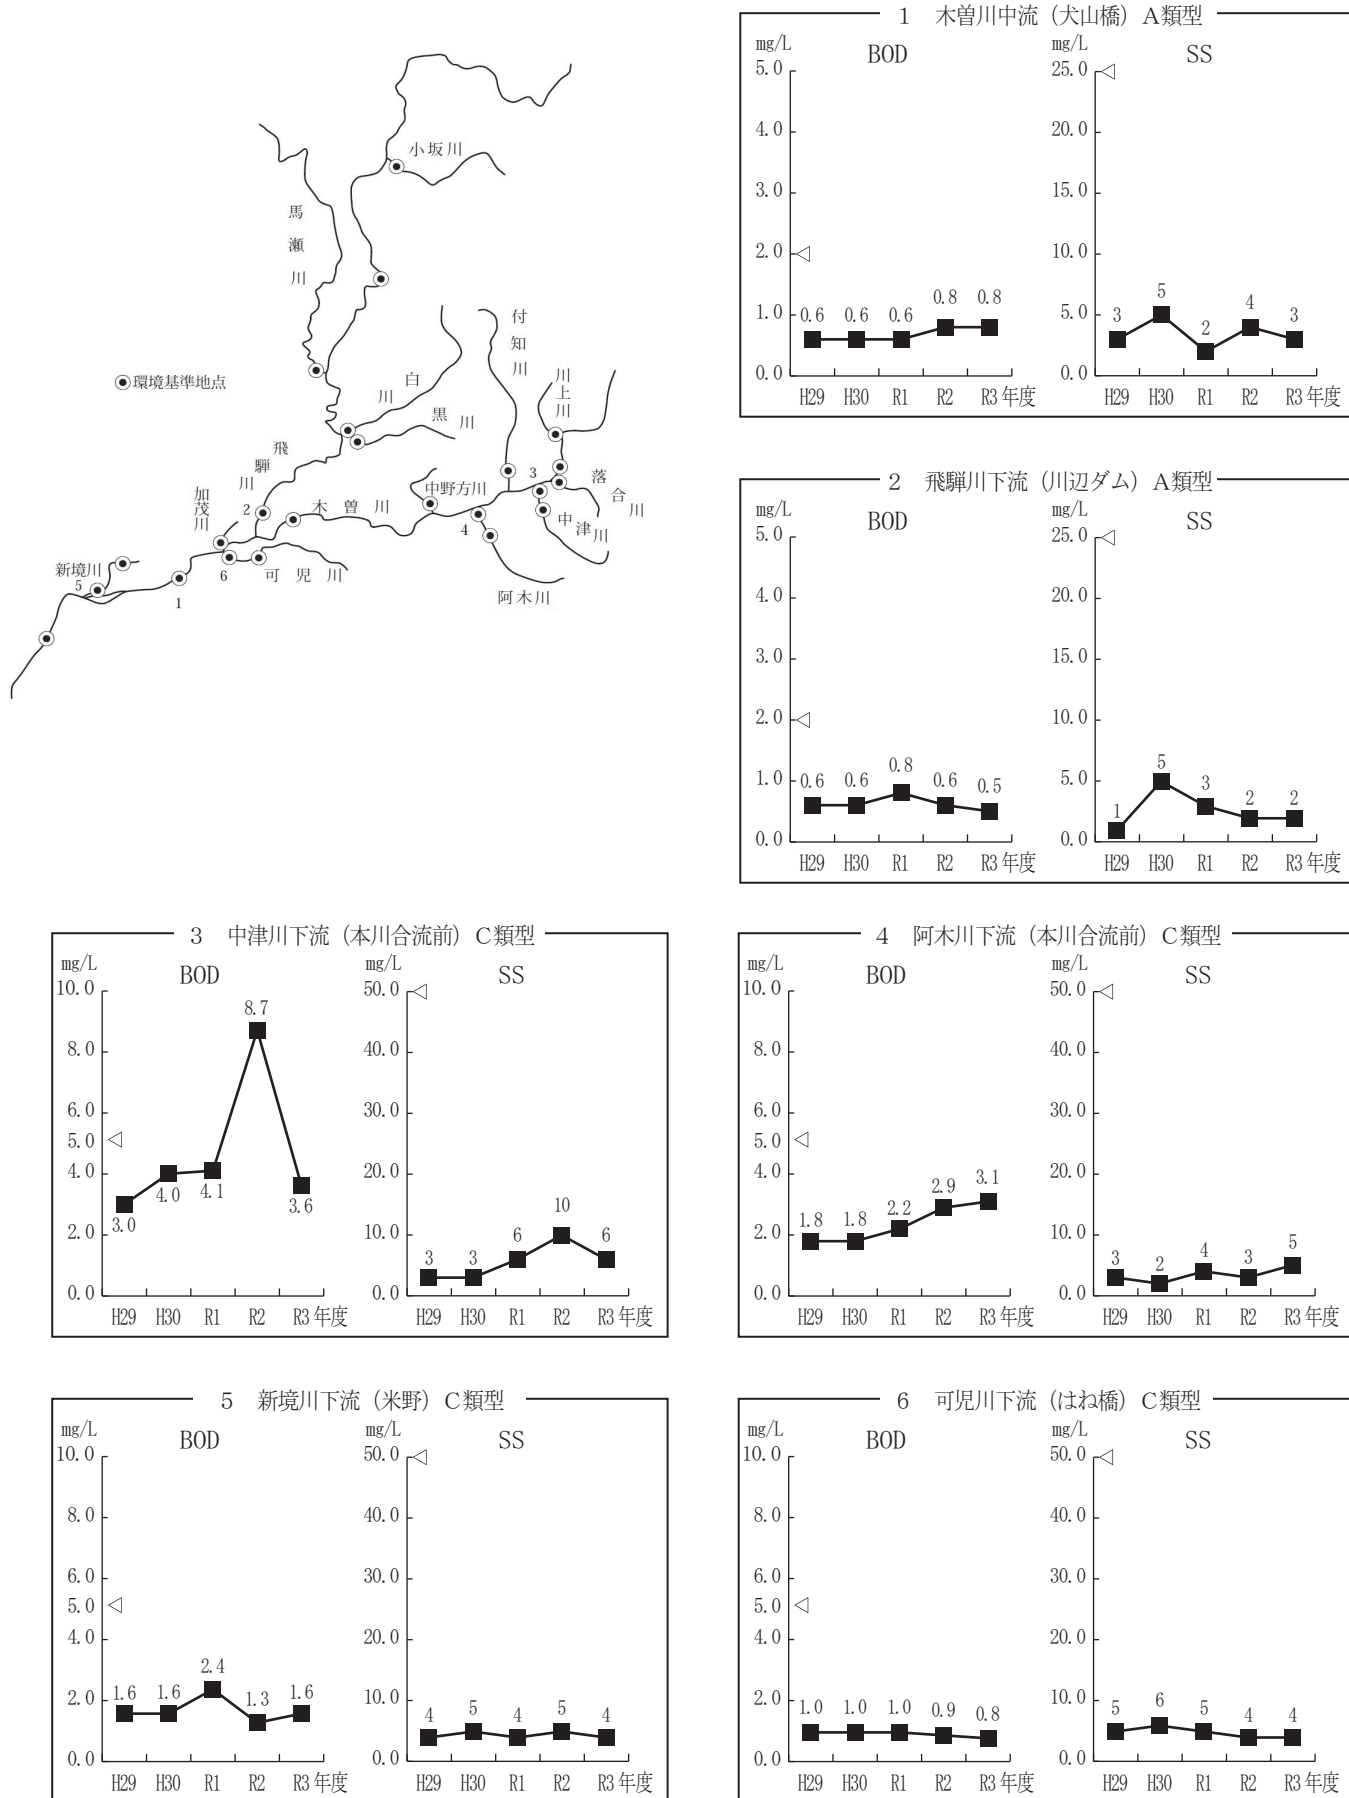 小坂川
馬瀬川
付知川
川上川
白川
黒川
◉環境基準地点
飛騨川
加茂川
木曽川
中野方川
落合川
中津川
新境川
可児川
阿木川
1
2
3
4
5
6
1 木曽川中流（犬山橋）A類型
mg/L
BOD
5.0
4.0
3.0
2.0
1.0
0.0
0.6 0.6 0.6 0.8 0.8
H29 H30 R1 R2 R3 年度
mg/L
SS
25.0
20.0
15.0
10.0
5.0
0.0
3 5 2 4 3
H29 H30 R1 R2 R3 年度
2 飛騨川下流（川辺ダム）A類型
mg/L
BOD
5.0
4.0
3.0
2.0
1.0
0.0
0.6 0.6 0.8 0.6 0.5
H29 H30 R1 R2 R3 年度
mg/L
SS
25.0
20.0
15.0
10.0
5.0
0.0
1 5 3 2 2
H29 H30 R1 R2 R3 年度
3 中津川下流（本川合流前）C類型
mg/L
BOD
10.0
8.0
6.0
5.0
4.0
2.0
0.0
3.0 4.0 4.1 8.7 3.6
H29 H30 R1 R2 R3 年度
mg/L
SS
50.0
40.0
30.0
20.0
10.0
0.0
3 3 6 10 6
H29 H30 R1 R2 R3 年度
4 阿木川下流（本川合流前）C類型
mg/L
BOD
10.0
8.0
6.0
5.0
4.0
2.0
0.0
1.8 1.8 2.2 2.9 3.1
H29 H30 R1 R2 R3 年度
mg/L
SS
50.0
40.0
30.0
20.0
10.0
0.0
3 2 4 3 5
H29 H30 R1 R2 R3 年度
5 新境川下流（米野）C類型
mg/L
BOD
10.0
8.0
6.0
5.0
4.0
2.0
0.0
1.6 1.6 2.4 1.3 1.6
H29 H30 R1 R2 R3 年度
mg/L
SS
50.0
40.0
30.0
20.0
10.0
0.0
4 5 4 5 4
H29 H30 R1 R2 R3 年度
6 可児川下流（はね橋）C類型
mg/L
BOD
10.0
8.0
6.0
5.0
4.0
2.0
0.0
1.0 1.0 1.0 0.9 0.8
H29 H30 R1 R2 R3 年度
mg/L
SS
50.0
40.0
30.0
20.0
10.0
0.0
5 6 5 4 4
H29 H30 R1 R2 R3 年度